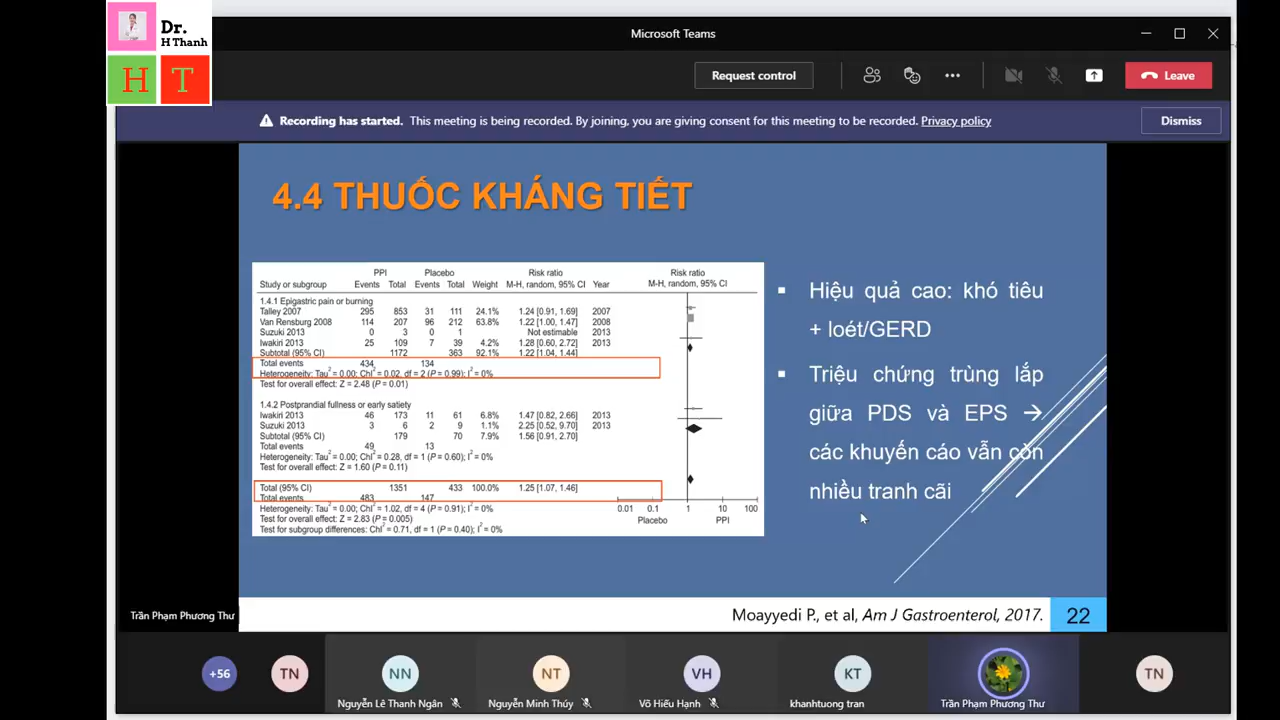 Dr.
H Thanh
H T
Microsoft Teams
Request control
Leave
Recording has started. This meeting is being recorded. By joining, you are giving consent for this meeting to be recorded. Privacy policy
Dismiss
4.4 THUỐC KHÁNG TIẾT
PPI Placebo Risk ratio Risk ratio
Study or subgroup Events Total Events Total Weight M-H, random, 95% CI Year M-H, random, 95% CI
1.4.1 Epigastric pain or burning
Talley 2007 295 853 31 111 24.1% 1.24 [0.91, 1.69] 2007
Van Rensburg 2008 114 207 96 212 63.8% 1.22 [1.00, 1.47] 2008
Suzuki 2013 0 3 0 1 Not estimable 2013
Iwakiri 2013 25 109 7 39 4.2% 1.28 [0.60, 2.72] 2013
Subtotal (95% CI) 1172 363 92.1% 1.22 [1.04, 1.44]
Total events 434 134
Heterogeneity: Tau² = 0.00; Chi² = 0.02, df = 2 (P = 0.99); I² = 0%
Test for overall effect: Z = 2.48 (P = 0.01)
1.4.2 Postprandial fullness or early satiety
Iwakiri 2013 46 173 11 61 6.8% 1.47 [0.82, 2.66] 2013
Suzuki 2013 3 6 2 9 1.1% 2.25 [0.52, 9.70] 2013
Subtotal (95% CI) 179 70 7.9% 1.56 [0.91, 2.70]
Total events 49 13
Heterogeneity: Tau² = 0.00; Chi² = 0.28, df = 1 (P = 0.60); I² = 0%
Test for overall effect: Z = 1.60 (P = 0.11)
Total (95% CI) 1351 433 100.0% 1.25 [1.07, 1.46]
Total events 483 147
Heterogeneity: Tau² = 0.00; Chi² = 1.02, df = 4 (P = 0.91); I² = 0%
Test for overall effect: Z = 2.83 (P = 0.005)
Test for subgroup differences: Chi² = 0.71, df = 1 (P = 0.40); I² = 0%
0.01 0.1 1 10 100
Placebo PPI
▪ Hiệu quả cao: khó tiêu
+ loét/GERD
▪ Triệu chứng trùng lắp
giữa PDS và EPS →
các khuyến cáo vẫn còn
nhiều tranh cãi
Moayyedi P., et al, Am J Gastroenterol, 2017.
22
Trần Phạm Phương Thư
+56 TN NN NT VH KT TN
Nguyễn Lê Thanh Ngân Nguyễn Minh Thúy Võ Hiếu Hạnh khanhtuong tran Trần Phạm Phương Thư